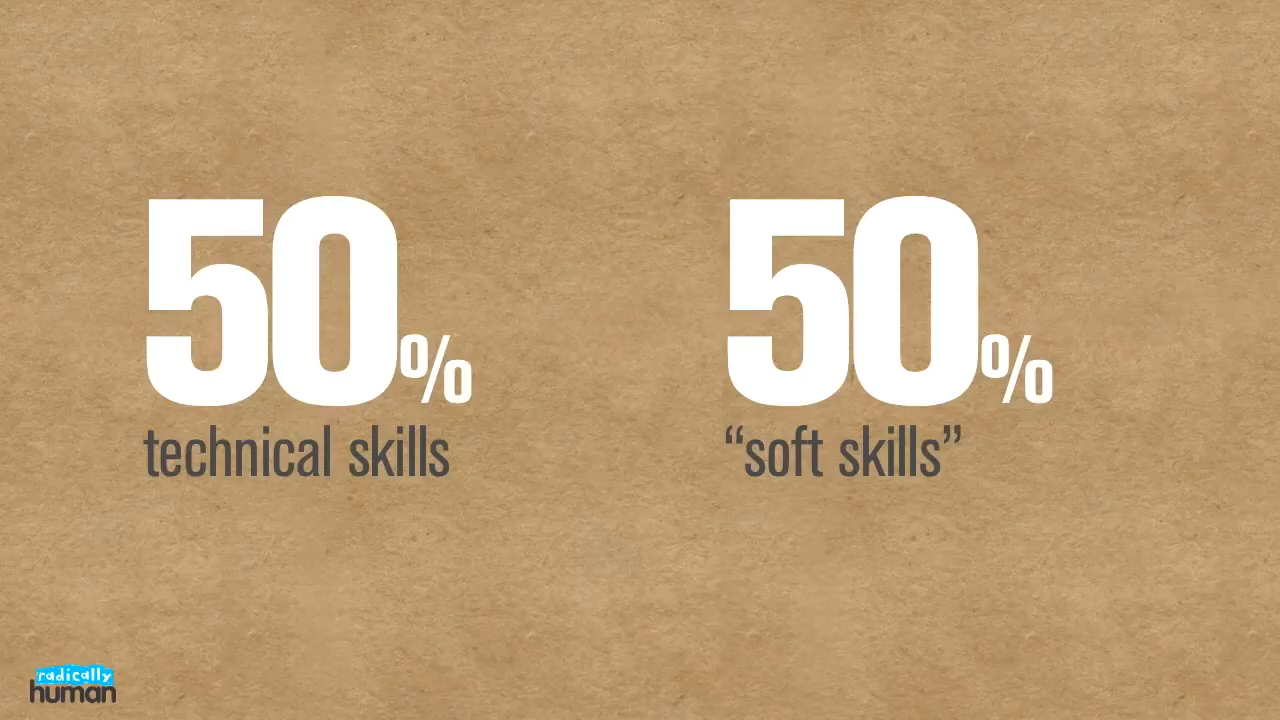 50%
technical skills
50%
“soft skills”
radically
human